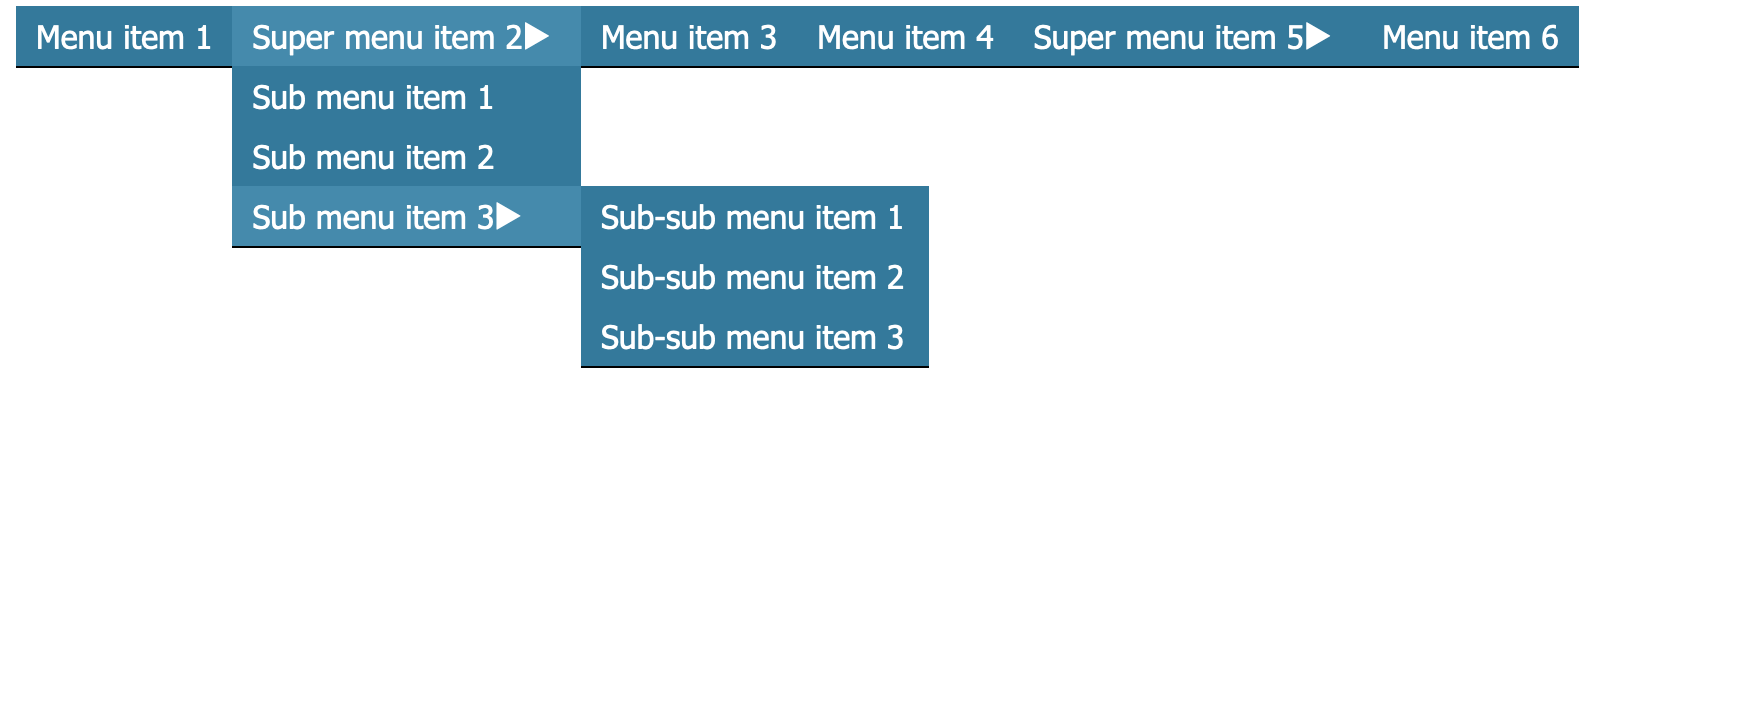 Menu item 1 Super menu item 2▶ Menu item 3 Menu item 4 Super menu item 5▶ Menu item 6
Sub menu item 1
Sub menu item 2
Sub menu item 3▶ Sub-sub menu item 1
Sub-sub menu item 2
Sub-sub menu item 3